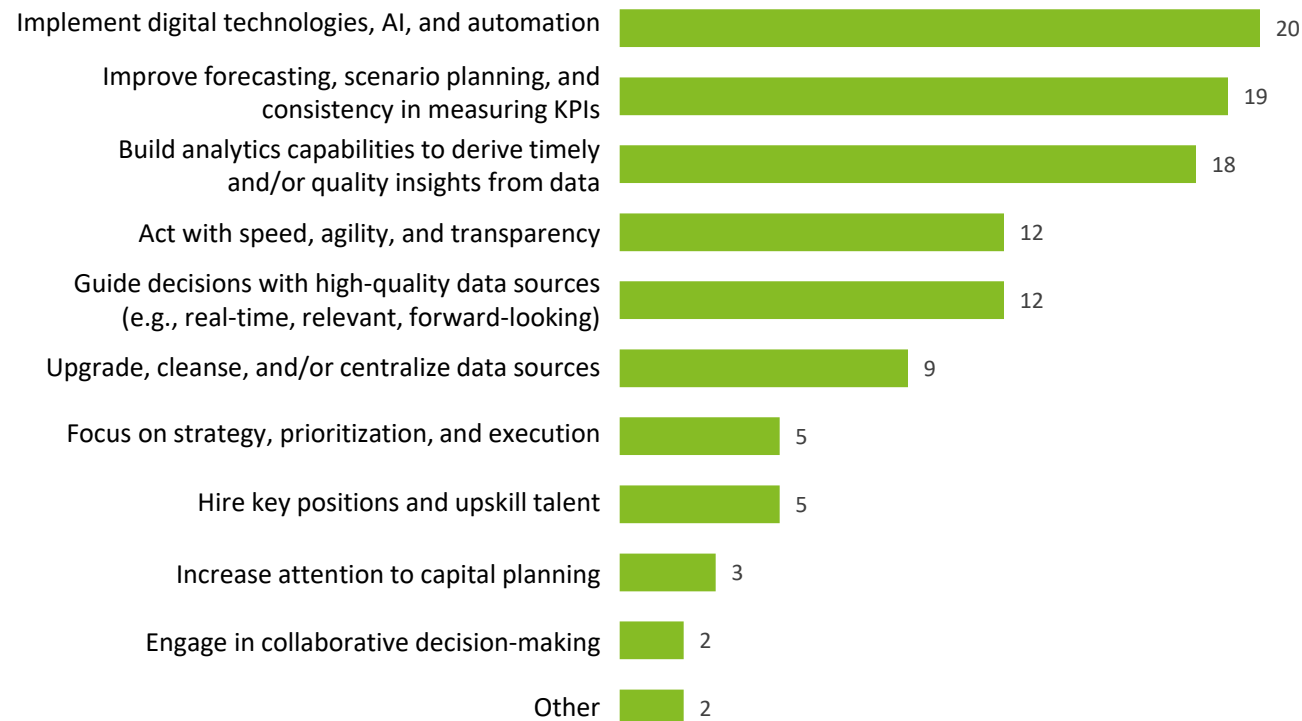 Implement digital technologies, AI, and automation 20
Improve forecasting, scenario planning, and
consistency in measuring KPIs 19
Build analytics capabilities to derive timely
and/or quality insights from data 18
Act with speed, agility, and transparency 12
Guide decisions with high-quality data sources
(e.g., real-time, relevant, forward-looking) 12
Upgrade, cleanse, and/or centralize data sources 9
Focus on strategy, prioritization, and execution 5
Hire key positions and upskill talent 5
Increase attention to capital planning 3
Engage in collaborative decision-making 2
Other 2